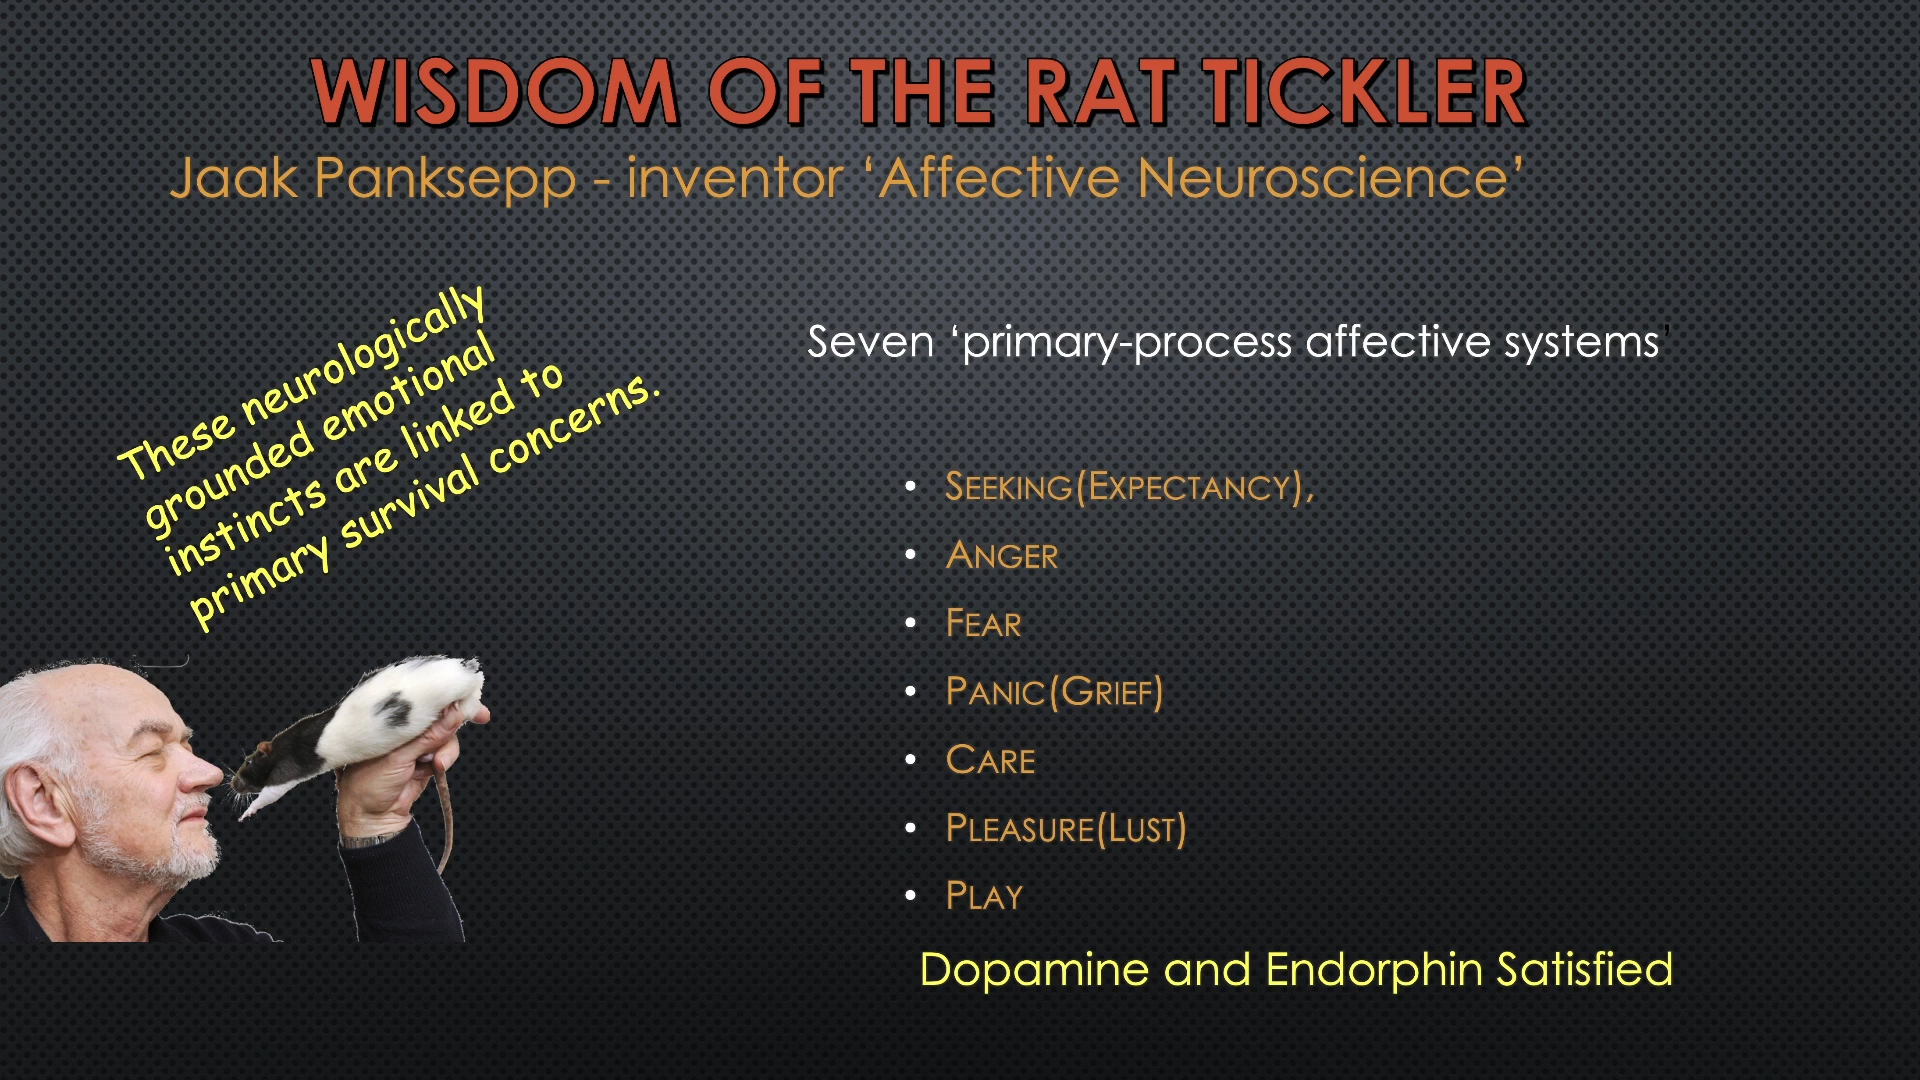 WISDOM OF THE RAT TICKLER
Jaak Panksepp - inventor ‘Affective Neuroscience’
These neurologically
grounded emotional
instincts are linked to
primary survival concerns.
Seven ‘primary-process affective systems’
• SEEKING(EXPECTANCY),
• ANGER
• FEAR
• PANIC(GRIEF)
• CARE
• PLEASURE(LUST)
• PLAY
Dopamine and Endorphin Satisfied